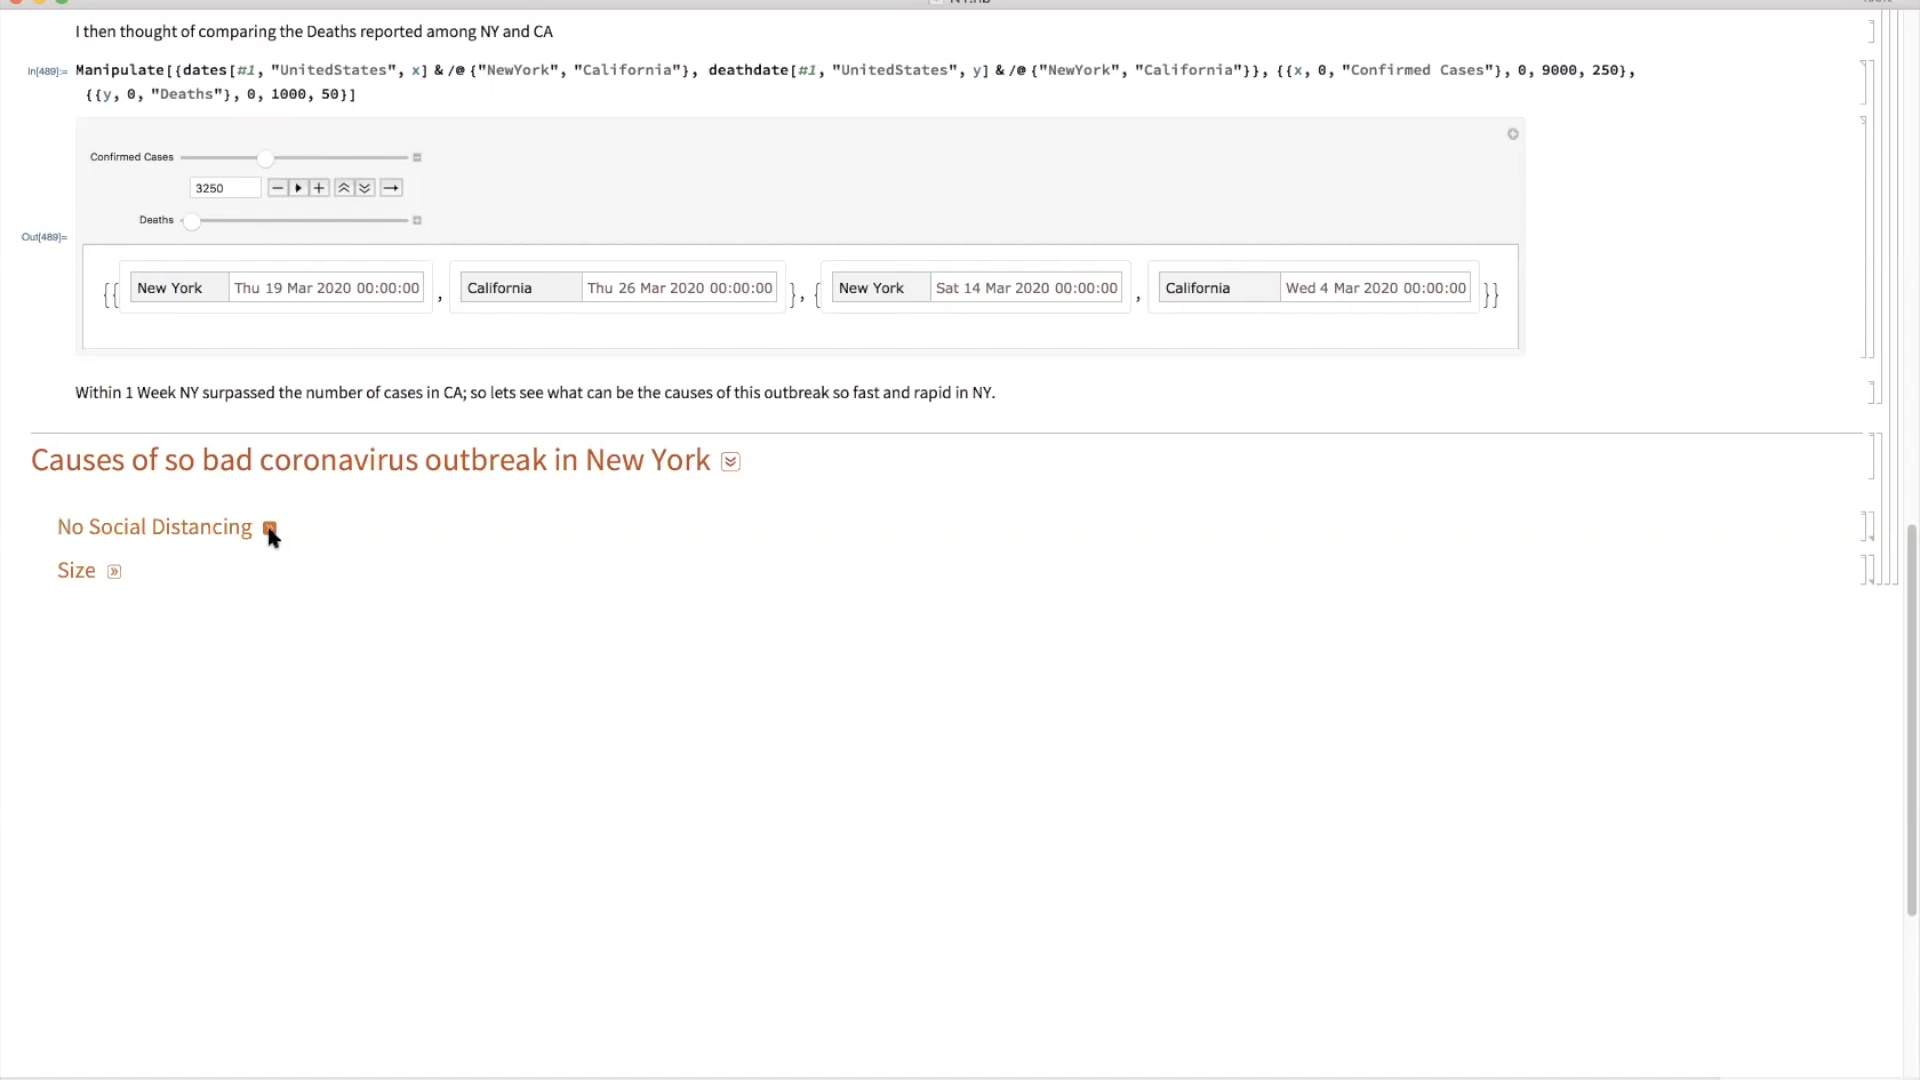 I then thought of comparing the Deaths reported among NY and CA
In[489]:= Manipulate[{dates[#1, "UnitedStates", x] & /@ {"NewYork", "California"}, deathdate[#1, "UnitedStates", y] & /@ {"NewYork", "California"}}, {{x, 0, "Confirmed Cases"}, 0, 9000, 250},
{{y, 0, "Deaths"}, 0, 1000, 50}]
Confirmed Cases
3250
Deaths
Out[489]=
{{ New York Thu 19 Mar 2020 00:00:00 , California Thu 26 Mar 2020 00:00:00 }, { New York Sat 14 Mar 2020 00:00:00 , California Wed 4 Mar 2020 00:00:00 }}
Within 1 Week NY surpassed the number of cases in CA; so lets see what can be the causes of this outbreak so fast and rapid in NY.
Causes of so bad coronavirus outbreak in New York
No Social Distancing
Size